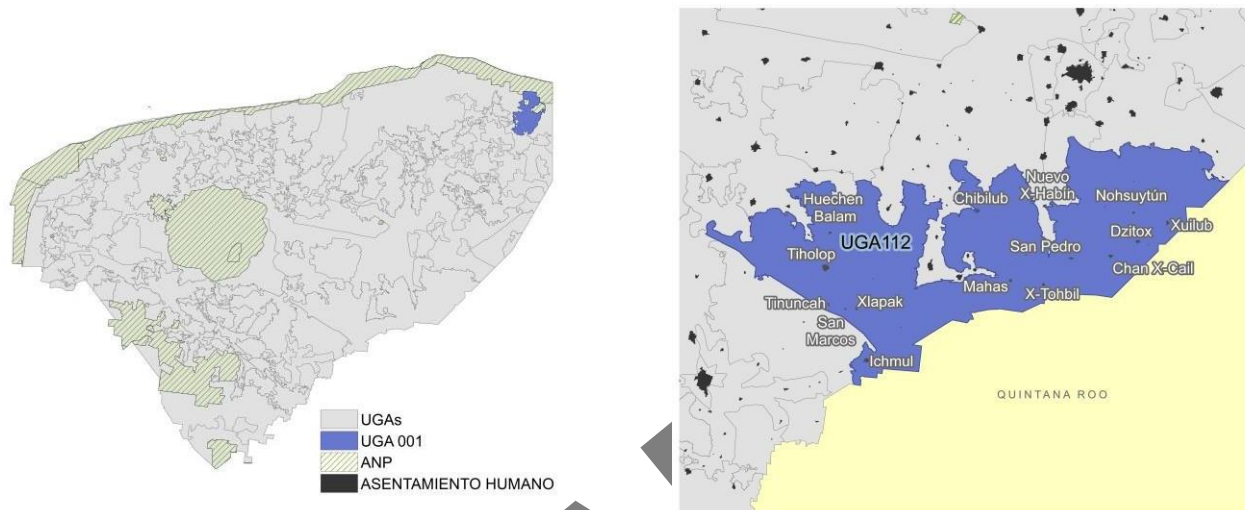 UGAs
UGA 001
ANP
ASENTAMIENTO HUMANO
Nuevo
X-Habín
Huechen
Balam
Chibilub
Nohsuytún
UGA112
Dzitox
Xuilub
Tiholop
San Pedro
Chan X-Cail
Mahas
X-Tohbil
Tinuncah
Xlapak
San
Marcos
Ichmul
QUINTANA ROO